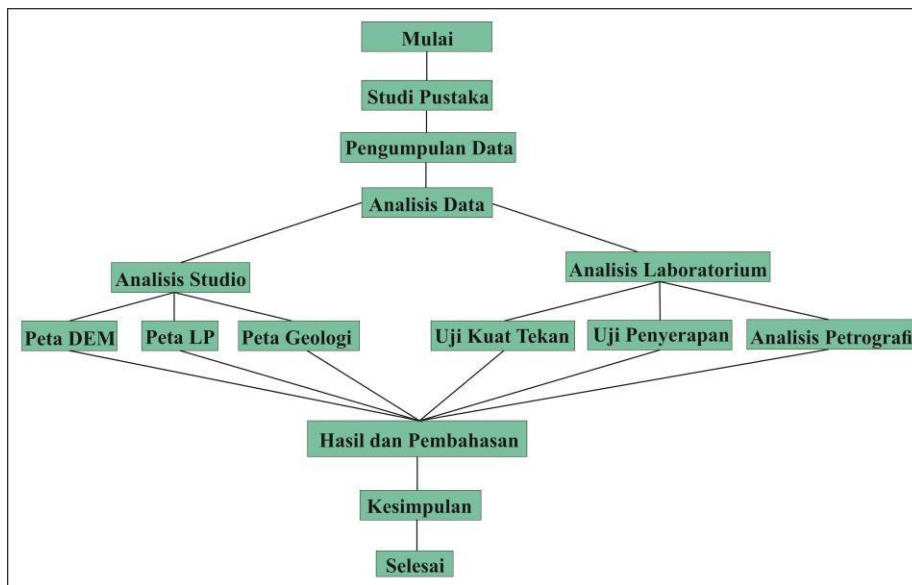 Mulai
Studi Pustaka
Pengumpulan Data
Analisis Data
Analisis Studio
Analisis Laboratorium
Peta DEM
Peta LP
Peta Geologi
Uji Kuat Tekan
Uji Penyerapan
Analisis Petrografi
Hasil dan Pembahasan
Kesimpulan
Selesai